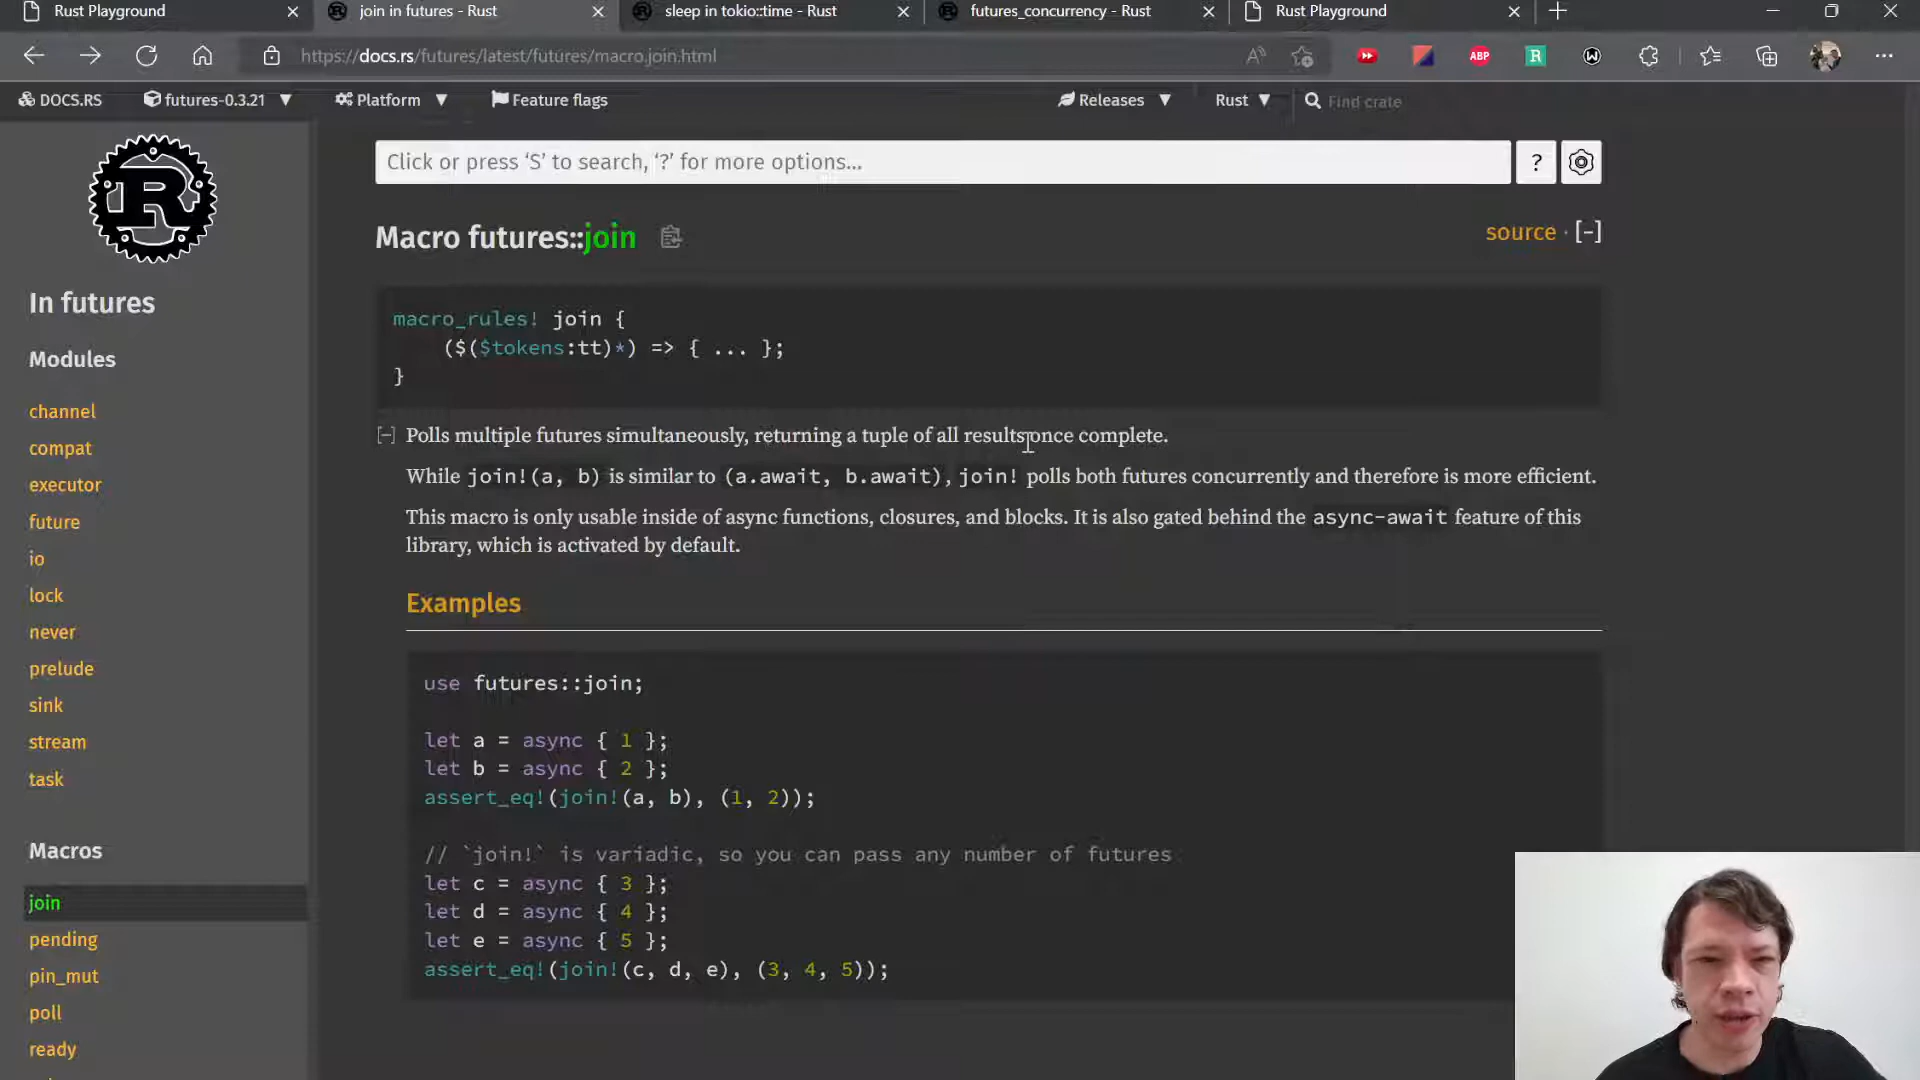 Rust Playground
join in futures - Rust
sleep in tokio::time - Rust
futures_concurrency - Rust
Rust Playground
https://docs.rs/futures/latest/futures/macro.join.html
ABP
R
W
DOCS.RS
futures-0.3.21
Platform
Feature flags
Releases
Rust
Find crate
R
Click or press ‘S’ to search, ‘?’ for more options…
?
In futures
Modules
channel
compat
executor
future
io
lock
never
prelude
sink
stream
task
Macros
join
pending
pin_mut
poll
ready
Macro futures::join
source · [−]
macro_rules! join {
($($tokens:tt)*) => { ... };
}
[−] Polls multiple futures simultaneously, returning a tuple of all results once complete.
While join!(a, b) is similar to (a.await, b.await), join! polls both futures concurrently and therefore is more efficient.
This macro is only usable inside of async functions, closures, and blocks. It is also gated behind the async-await feature of this
library, which is activated by default.
Examples
use futures::join;
let a = async { 1 };
let b = async { 2 };
assert_eq!(join!(a, b), (1, 2));
// `join!` is variadic, so you can pass any number of futures
let c = async { 3 };
let d = async { 4 };
let e = async { 5 };
assert_eq!(join!(c, d, e), (3, 4, 5));